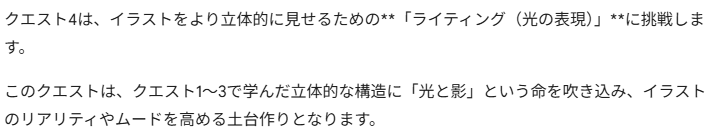 クエスト4は、イラストをより立体的に見せるための**「ライティング（光の表現）」**に挑戦しま
す。
このクエストは、クエスト1〜3で学んだ立体的な構造に「光と影」という命を吹き込み、イラスト
のリアリティやムードを高める土台作りとなります。